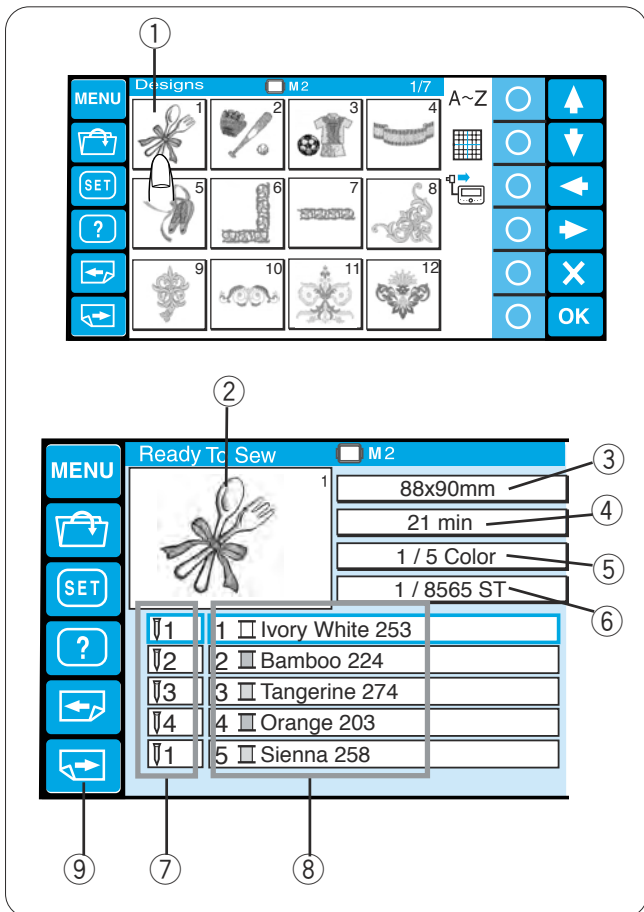 ①
MENU Designs M2 1/7 A~Z
1 2 3 4
SET
5 6 7 8
?
9 10 11 12
OK
② 
MENU Ready To Sew M2
1 88x90mm ③
21 min ④
1 / 5 Color ⑤
SET 1 / 8565 ST ⑥
1 1 Ivory White 253
? 2 2 Bamboo 224
3 3 Tangerine 274
4 4 Orange 203
1 5 Sienna 258
⑨ ⑦ ⑧